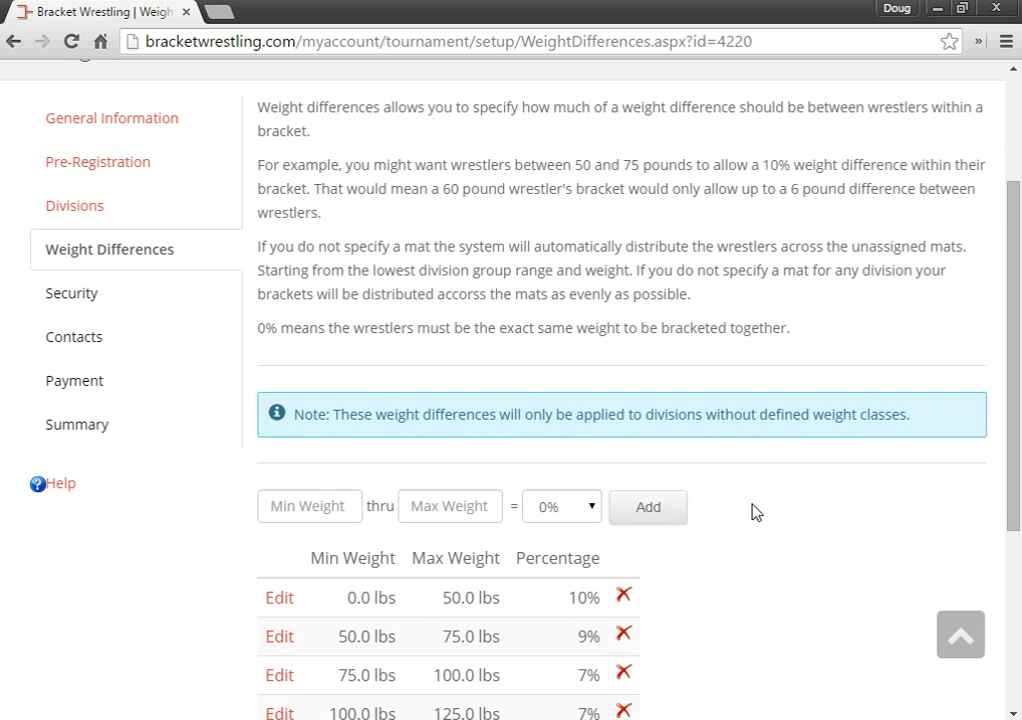 Bracket Wrestling | Weigh
Doug
bracketwrestling.com/myaccount/tournament/setup/WeightDifferences.aspx?id=4220
General Information
Pre-Registration
Divisions
Weight Differences
Security
Contacts
Payment
Summary
Help
Weight differences allows you to specify how much of a weight difference should be between wrestlers within a
bracket.
For example, you might want wrestlers between 50 and 75 pounds to allow a 10% weight difference within their
bracket. That would mean a 60 pound wrestler's bracket would only allow up to a 6 pound difference between
wrestlers.
If you do not specify a mat the system will automatically distribute the wrestlers across the unassigned mats.
Starting from the lowest division group range and weight. If you do not specify a mat for any division your
brackets will be distributed accorss the mats as evenly as possible.
0% means the wrestlers must be the exact same weight to be bracketed together.
Note: These weight differences will only be applied to divisions without defined weight classes.
Min Weight thru Max Weight = 0% Add
Min Weight Max Weight Percentage
Edit 0.0 lbs 50.0 lbs 10%
Edit 50.0 lbs 75.0 lbs 9%
Edit 75.0 lbs 100.0 lbs 7%
Edit 100.0 lbs 125.0 lbs 7%